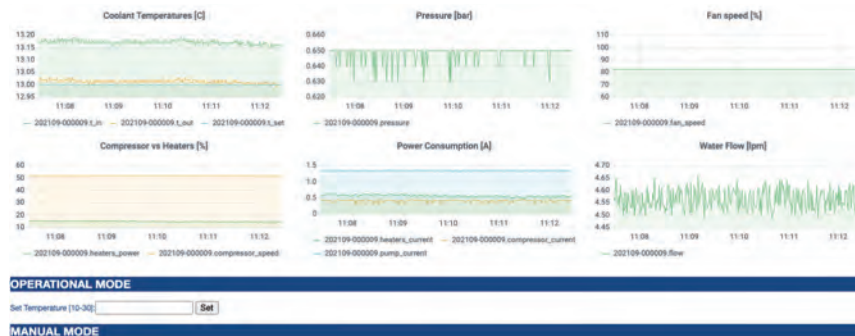 Coolant Temperatures [C]
13.20
13.15
13.10
13.05
13.00
12.95
11:08 11:09 11:10 11:11 11:12
202109-000009.t_in 202109-000009.t_out 202109-000009.t_set
Pressure [bar]
0.660
0.650
0.640
0.630
0.620
11:08 11:09 11:10 11:11 11:12
202109-000009.pressure
Fan speed [%]
110
100
90
80
70
60
11:08 11:09 11:10 11:11 11:12
202109-000009.fan_speed
Compressor vs Heaters [%]
60
50
40
30
20
10
11:08 11:09 11:10 11:11 11:12
202109-000009.heaters_power 202109-000009.compressor_speed
Power Consumption [A]
1.5
1.0
0.5
0
11:08 11:09 11:10 11:11 11:12
202109-000009.heaters_current 202109-000009.compressor_current
202109-000009.pump_current
Water Flow [lpm]
4.70
4.65
4.60
4.55
4.50
4.45
11:08 11:09 11:10 11:11 11:12
202109-000009.flow
OPERATIONAL MODE
Set Temperature [10-30]: Set
MANUAL MODE